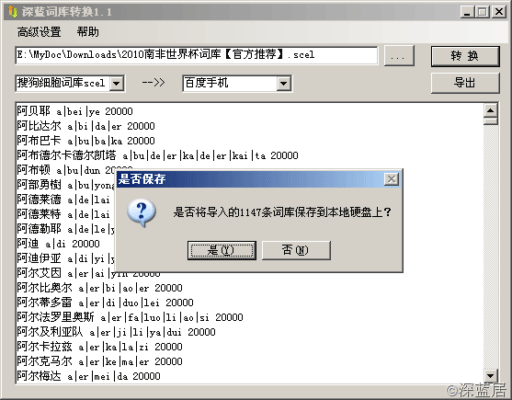 深蓝词库转换1.1
高级设置 帮助
E:\MyDoc\Downloads\2010南非世界杯词库【官方推荐】.scel ... 转 换
搜狗细胞词库scel -->> 百度手机 导出
阿贝耶 a|bei|ye 20000
阿比达尔 a|bi|da|er 20000
阿布巴卡 a|bu|ba|ka 20000
阿布德尔卡德尔凯塔 a|bu|de|er|ka|de|er|kai|ta 20000
阿布顿 a|bu|dun 20000
阿部勇樹 a|bu|yong
阿德莱德 a|de|lai
阿德莱特 a|de|lai
阿德勒耶 a|de|le|y
阿迪 a|di 20000
阿迪伊亚 a|di|yi|y
阿尔艾因 a|er|ai|yin 20000
阿尔比奥尔 a|er|bi|ao|er 20000
阿尔蒂多雷 a|er|di|duo|lei 20000
阿尔法罗里奥斯 a|er|fa|luo|li|ao|si 20000
阿尔及利亚队 a|er|ji|li|ya|dui 20000
阿尔卡拉兹 a|er|ka|la|zi 20000
阿尔克马尔 a|er|ke|ma|er 20000
阿尔梅达 a|er|mei|da 20000
是否保存
是否将导入的1147条词库保存到本地硬盘上?
是(Y) 否(N)
©深蓝居